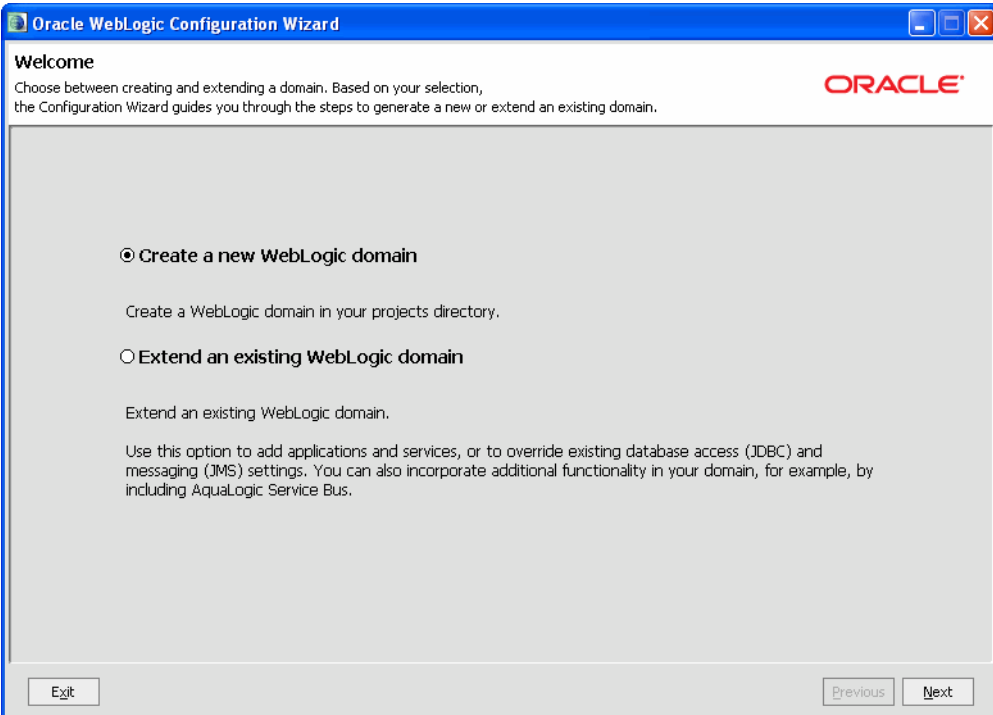 Oracle WebLogic Configuration Wizard
Welcome
Choose between creating and extending a domain. Based on your selection,
the Configuration Wizard guides you through the steps to generate a new or extend an existing domain.
ORACLE
Create a new WebLogic domain
Create a WebLogic domain in your projects directory.
Extend an existing WebLogic domain
Extend an existing WebLogic domain.
Use this option to add applications and services, or to override existing database access (JDBC) and
messaging (JMS) settings. You can also incorporate additional functionality in your domain, for example, by
including AquaLogic Service Bus.
Exit
Previous
Next